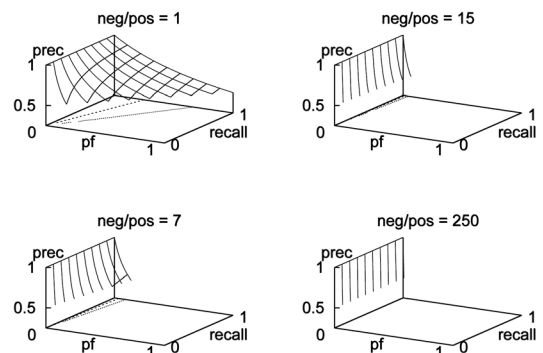 neg/pos = 1
prec
1
0.5
0
pf
1
0
recall
1
neg/pos = 15
prec
1
0.5
0
pf
1
0
recall
1
neg/pos = 7
prec
1
0.5
0
pf
1
0
recall
1
neg/pos = 250
prec
1
0.5
0
pf
1
0
recall
1